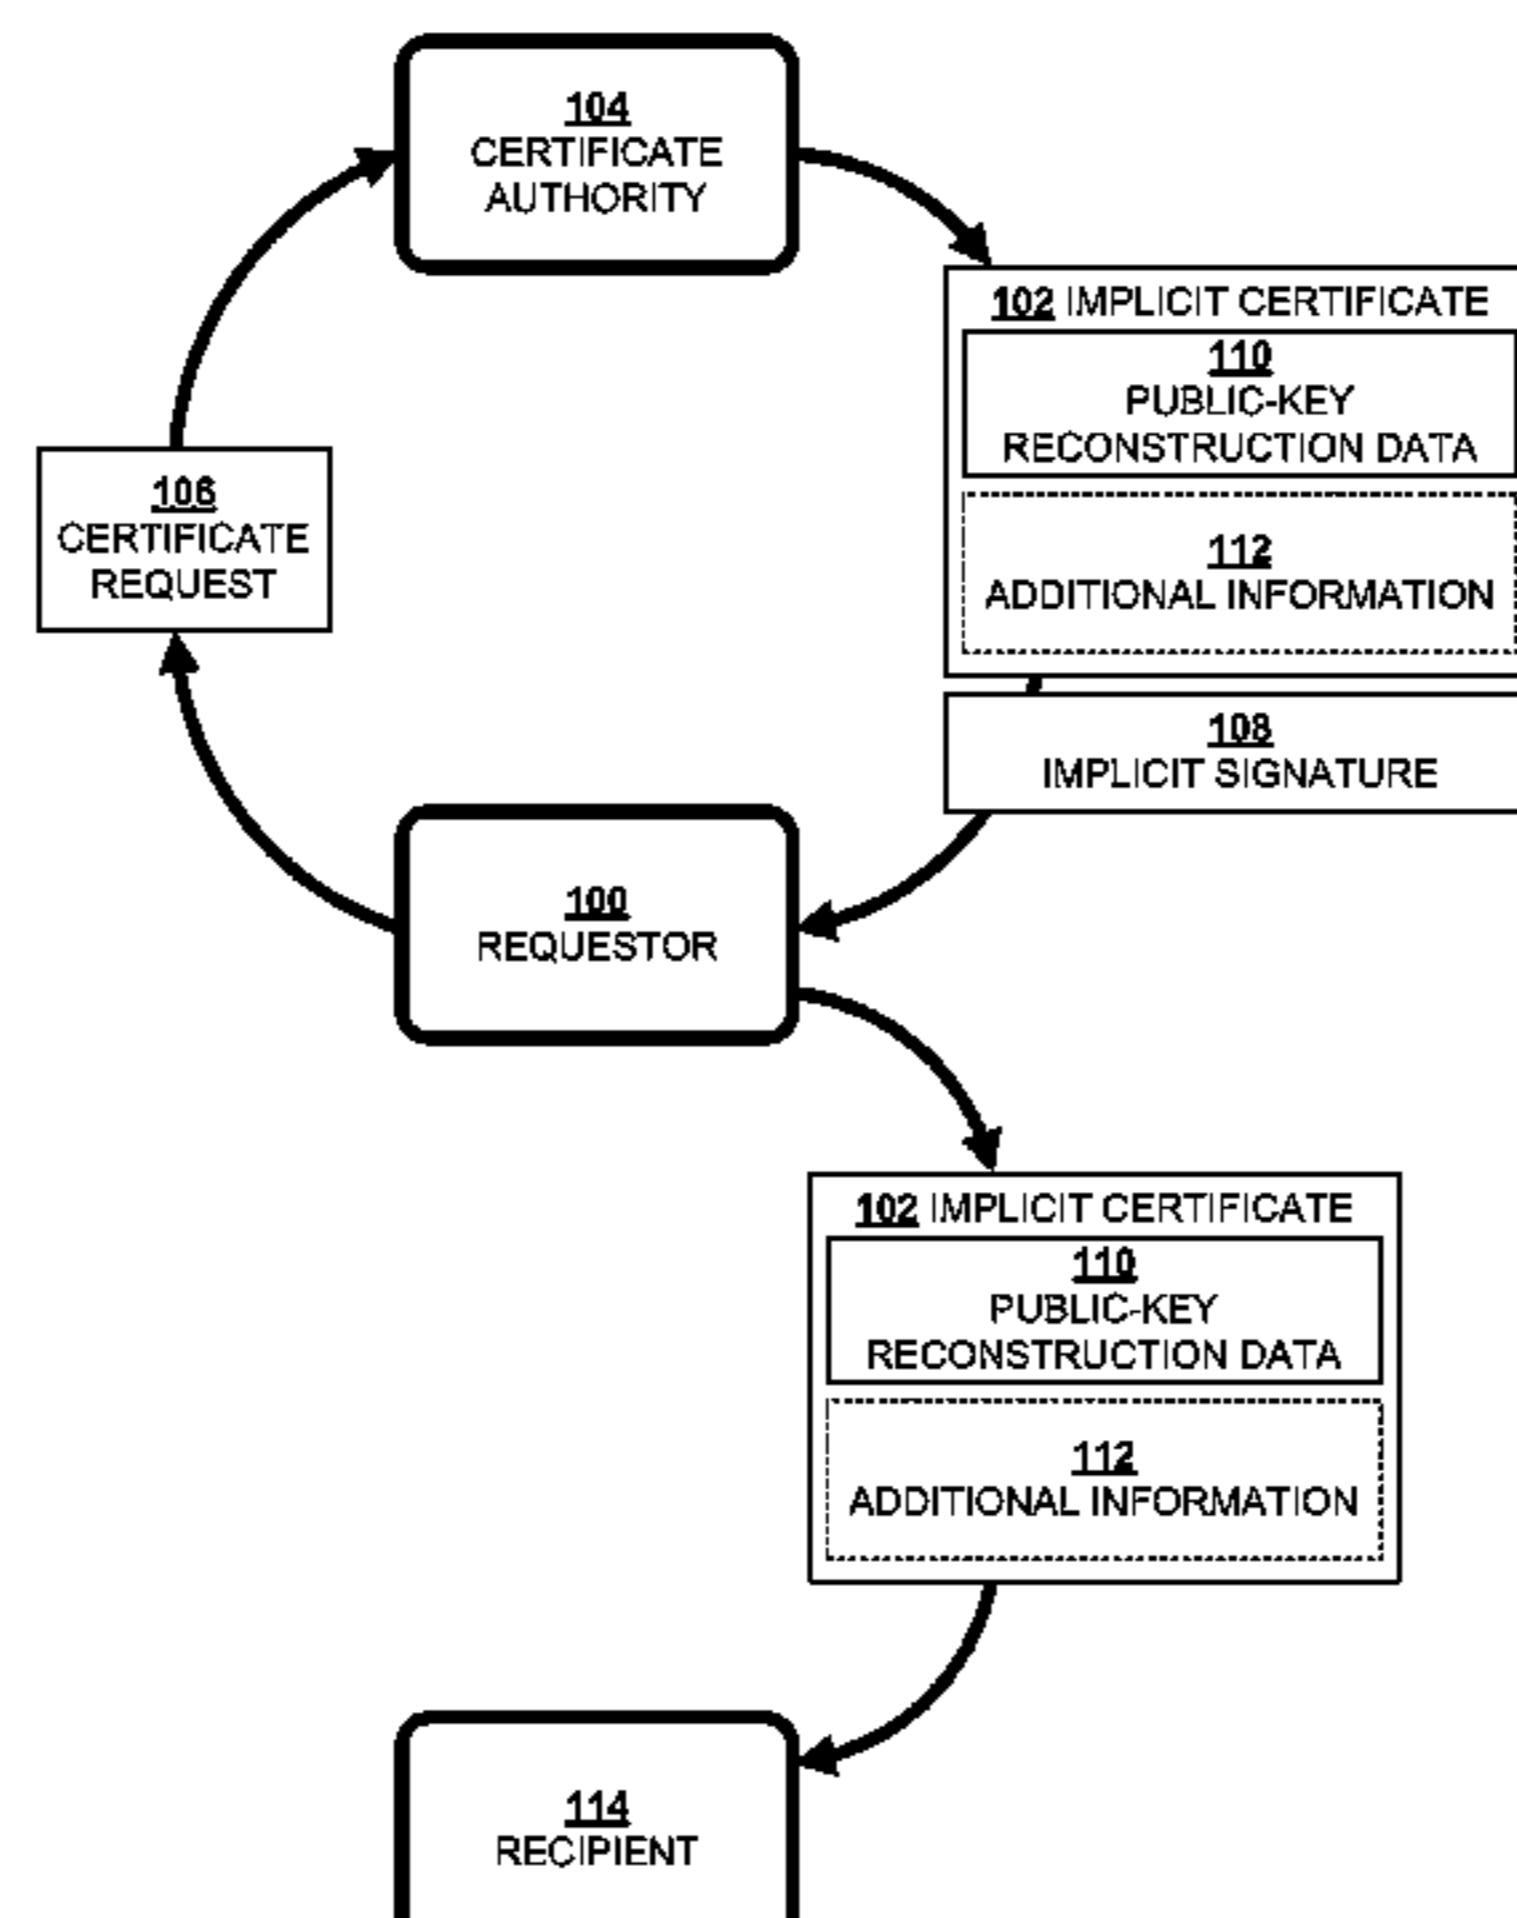 104
CERTIFICATE
AUTHORITY
102 IMPLICIT CERTIFICATE
110
PUBLIC-KEY
RECONSTRUCTION DATA
112
ADDITIONAL INFORMATION
106
CERTIFICATE
REQUEST
108
IMPLICIT SIGNATURE
100
REQUESTOR
102 IMPLICIT CERTIFICATE
110
PUBLIC-KEY
RECONSTRUCTION DATA
112
ADDITIONAL INFORMATION
114
RECIPIENT